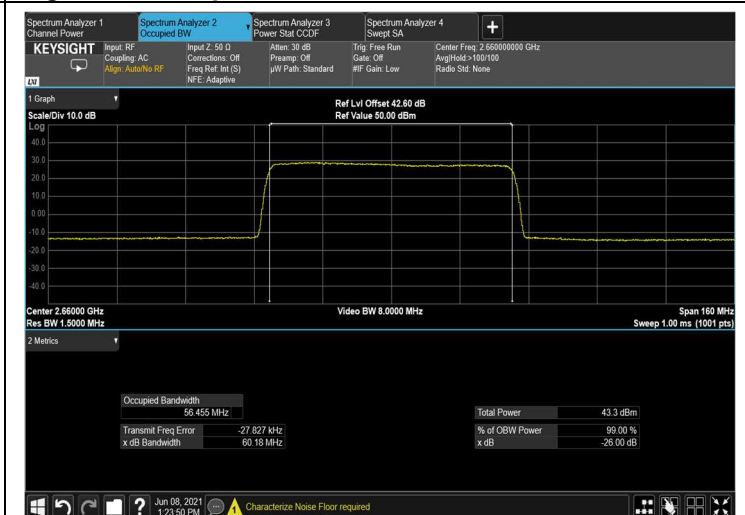 Spectrum Analyzer 1
Channel Power
Spectrum Analyzer 2
Occupied BW
Spectrum Analyzer 3
Power Stat CCDF
Spectrum Analyzer 4
Swept SA
+
KEYSIGHT
LXI
Input: RF
Coupling: AC
Align: Auto/No RF
Input Z: 50 Ω
Corrections: Off
Freq Ref: Int (S)
NFE: Adaptive
Atten: 30 dB
Preamp: Off
µW Path: Standard
Trig: Free Run
Gate: Off
#IF Gain: Low
Center Freq: 2.660000000 GHz
Avg|Hold:>100/100
Radio Std: None
1 Graph
Scale/Div 10.0 dB
Ref Lvl Offset 42.60 dB
Ref Value 50.00 dBm
Log
40.0
30.0
20.0
10.0
0.00
-10.0
-20.0
-30.0
-40.0
Center 2.66000 GHz
Res BW 1.5000 MHz
Video BW 8.0000 MHz
Span 160 MHz
Sweep 1.00 ms (1001 pts)
2 Metrics
Occupied Bandwidth
56.455 MHz
Transmit Freq Error -27.827 kHz
x dB Bandwidth 60.18 MHz
Total Power 43.3 dBm
% of OBW Power 99.00 %
x dB -26.00 dB
?
Jun 08, 2021
1:23:50 PM
1
Characterize Noise Floor required